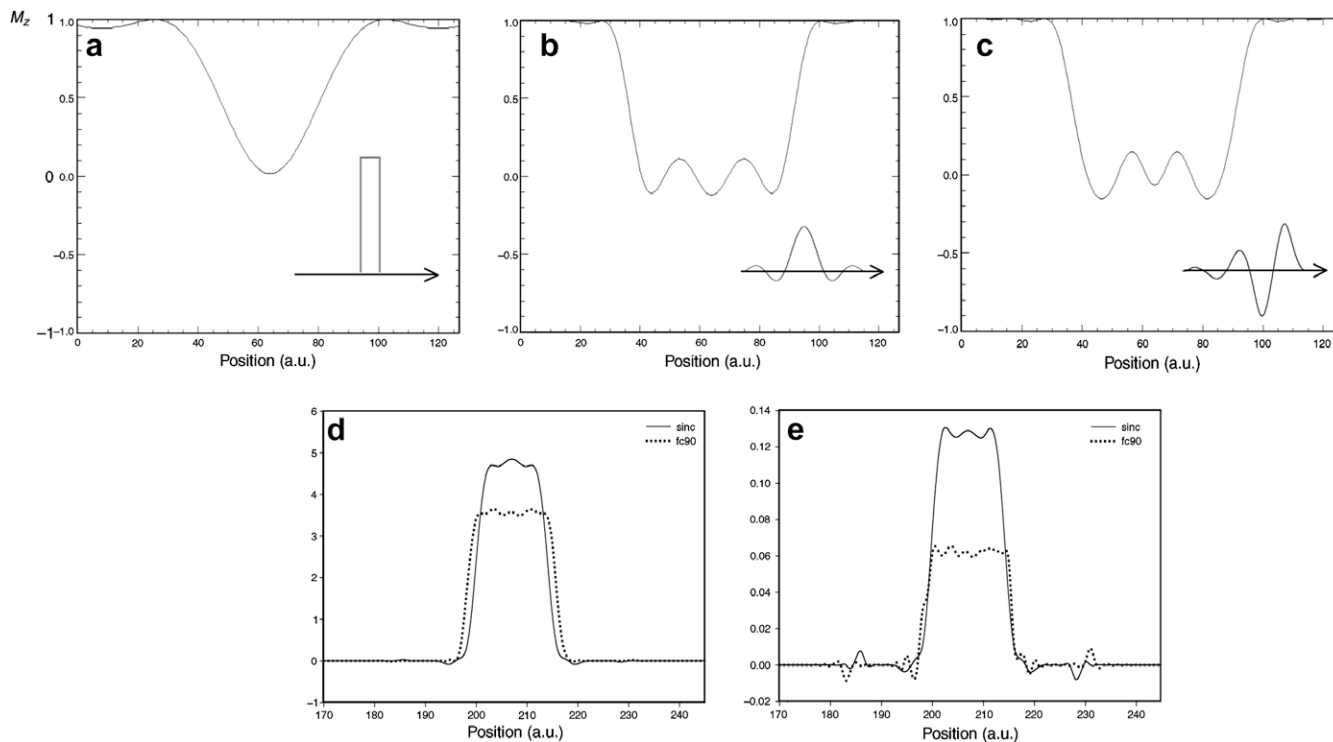 M_z
1 1.0 0.5 0 0.0 −0.5 −1 −1.0
a
0 20 40 60 80 100 120
Position (a.u.)
1.0 0.5 0.0 −0.5 −1.0
b
0 20 40 60 80 100 120
Position (a.u.)
1.0 0.5 0.0 −0.5 −1.0
c
0 20 40 60 80 100 120
Position (a.u.)
6 5 4 3 2 1 0 −1
d
sinc
fc90
170 180 190 200 210 220 230 240
Position (a.u.)
0.14 0.12 0.10 0.08 0.06 0.04 0.02 0.00 −0.02
e
sinc
fc90
170 180 190 200 210 220 230 240
Position (a.u.)